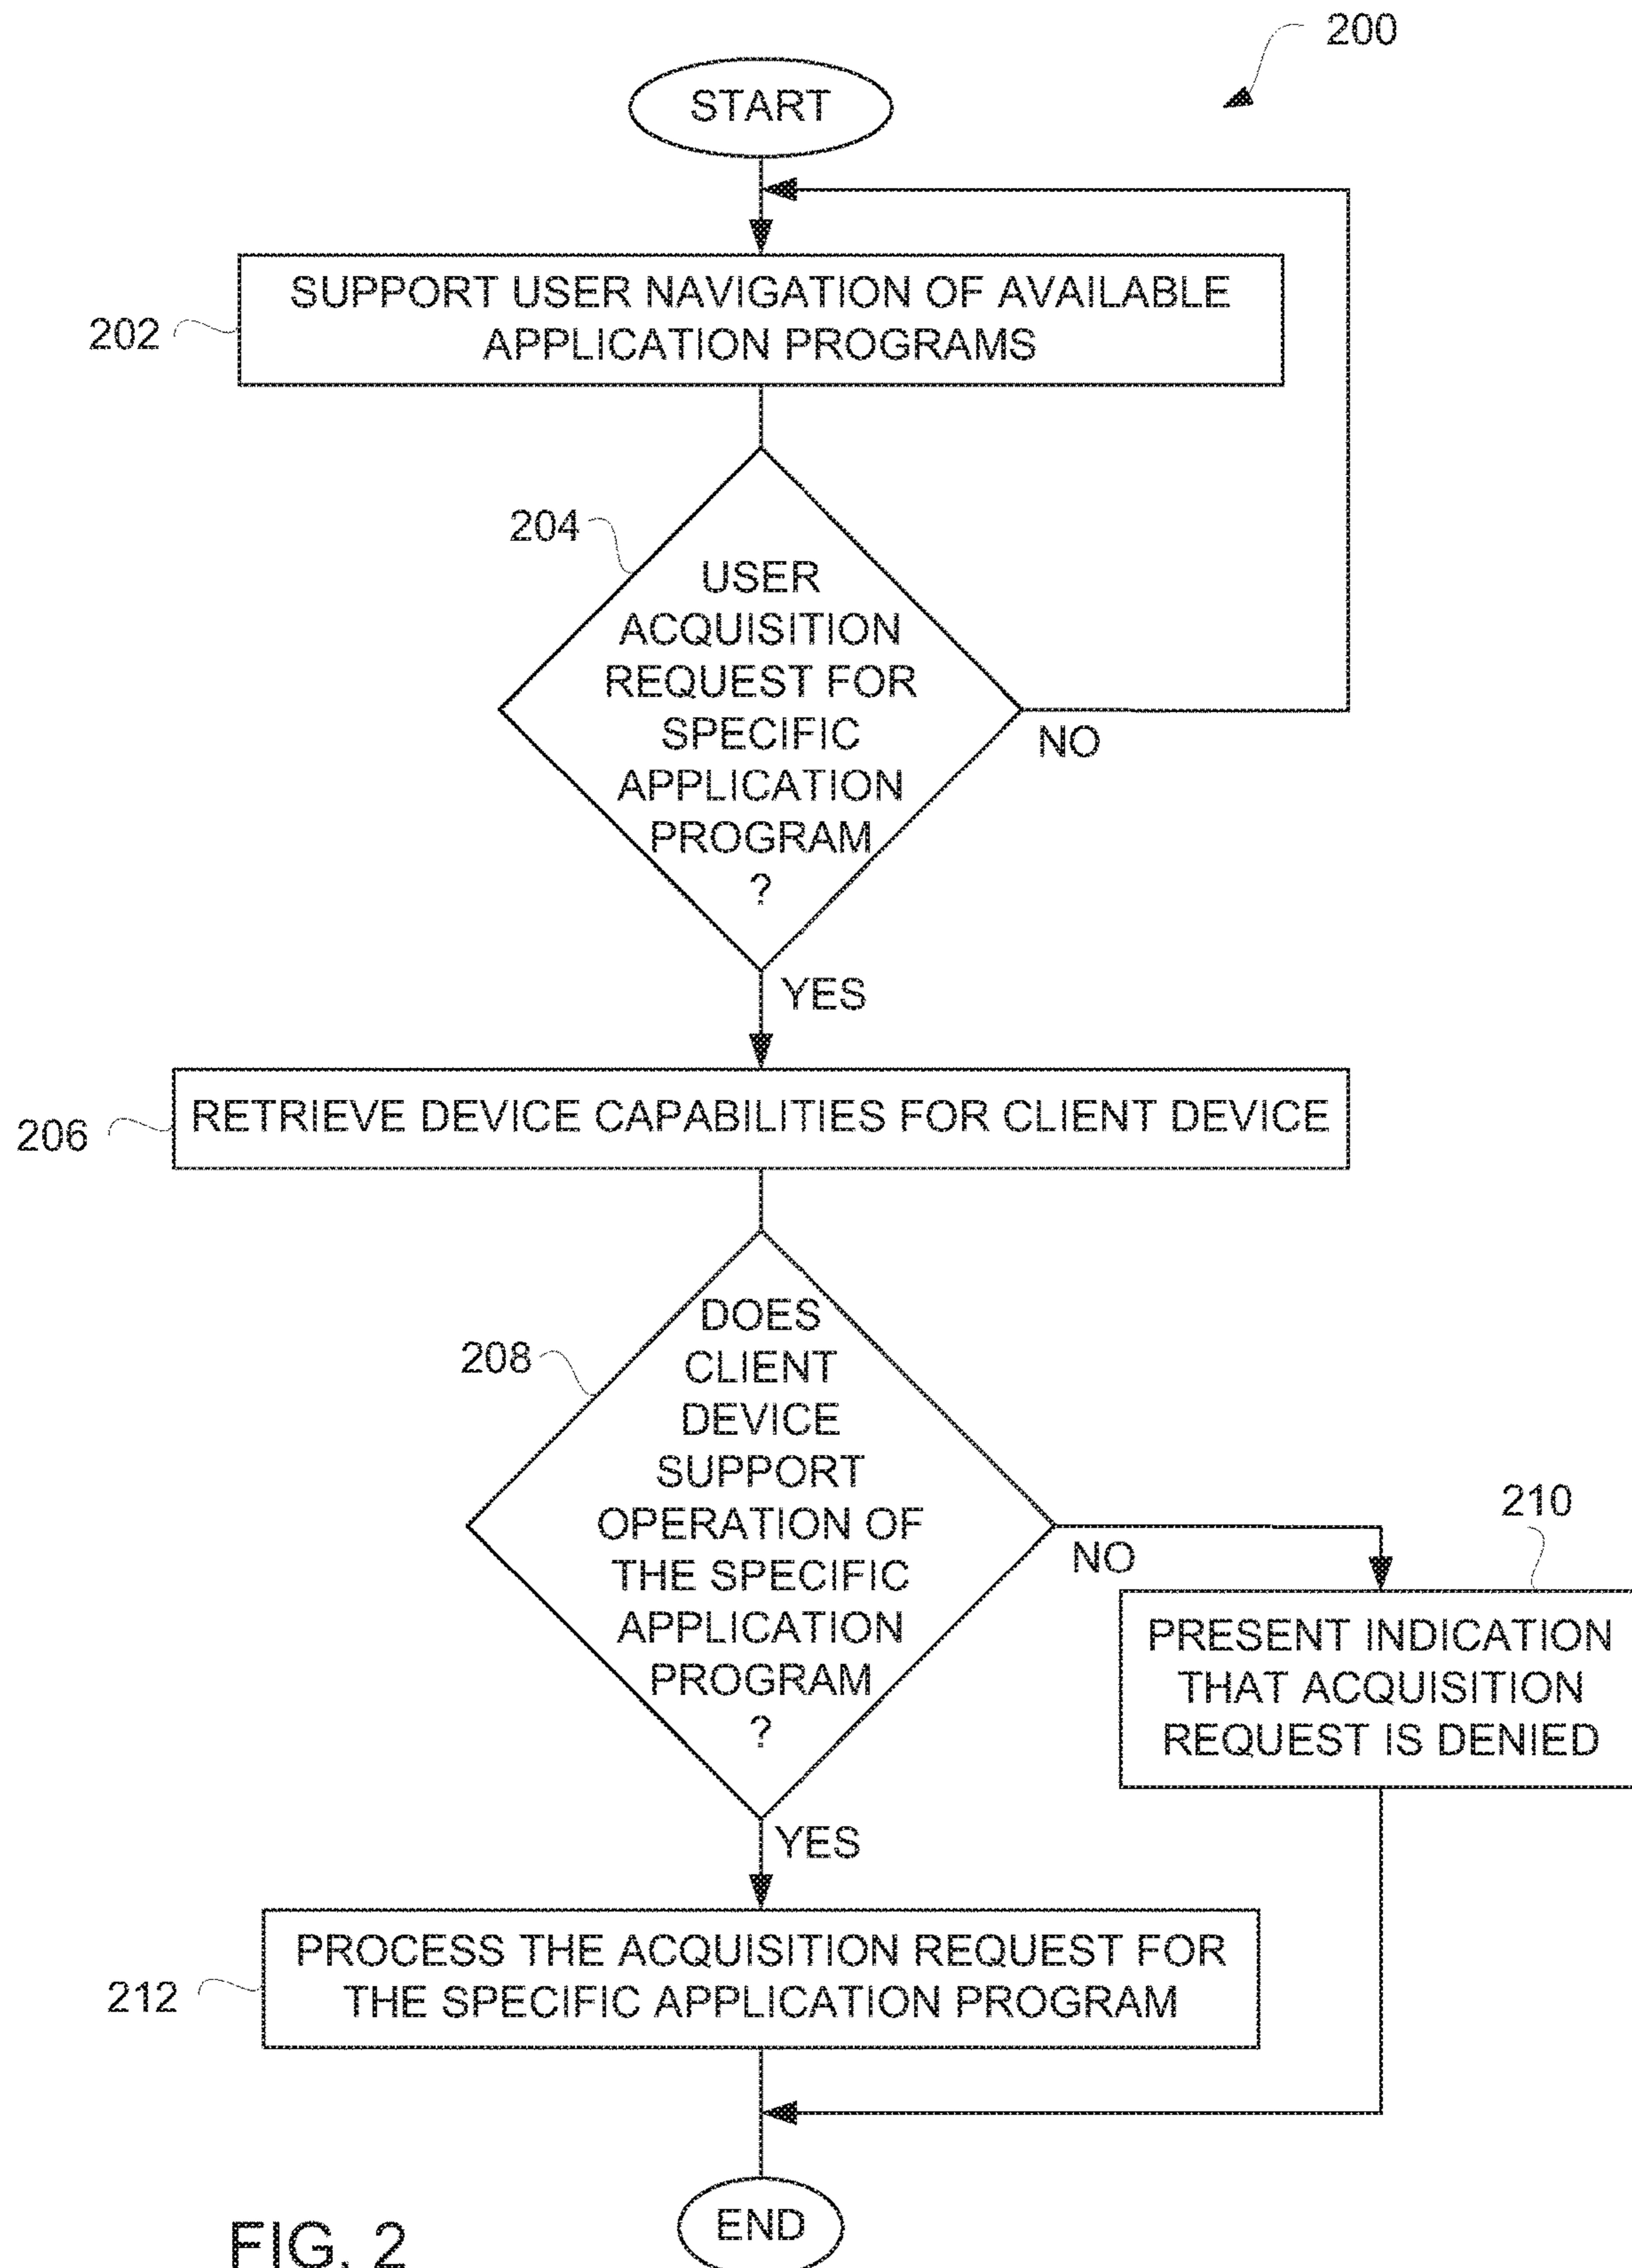 200
START
SUPPORT USER NAVIGATION OF AVAILABLE
APPLICATION PROGRAMS
202
204
USER
ACQUISITION
REQUEST FOR
SPECIFIC
APPLICATION
PROGRAM
?
NO
YES
206
RETRIEVE DEVICE CAPABILITIES FOR CLIENT DEVICE
208
DOES
CLIENT
DEVICE
SUPPORT
OPERATION OF
THE SPECIFIC
APPLICATION
PROGRAM
?
NO
210
PRESENT INDICATION
THAT ACQUISITION
REQUEST IS DENIED
YES
PROCESS THE ACQUISITION REQUEST FOR
THE SPECIFIC APPLICATION PROGRAM
212
END
FIG. 2